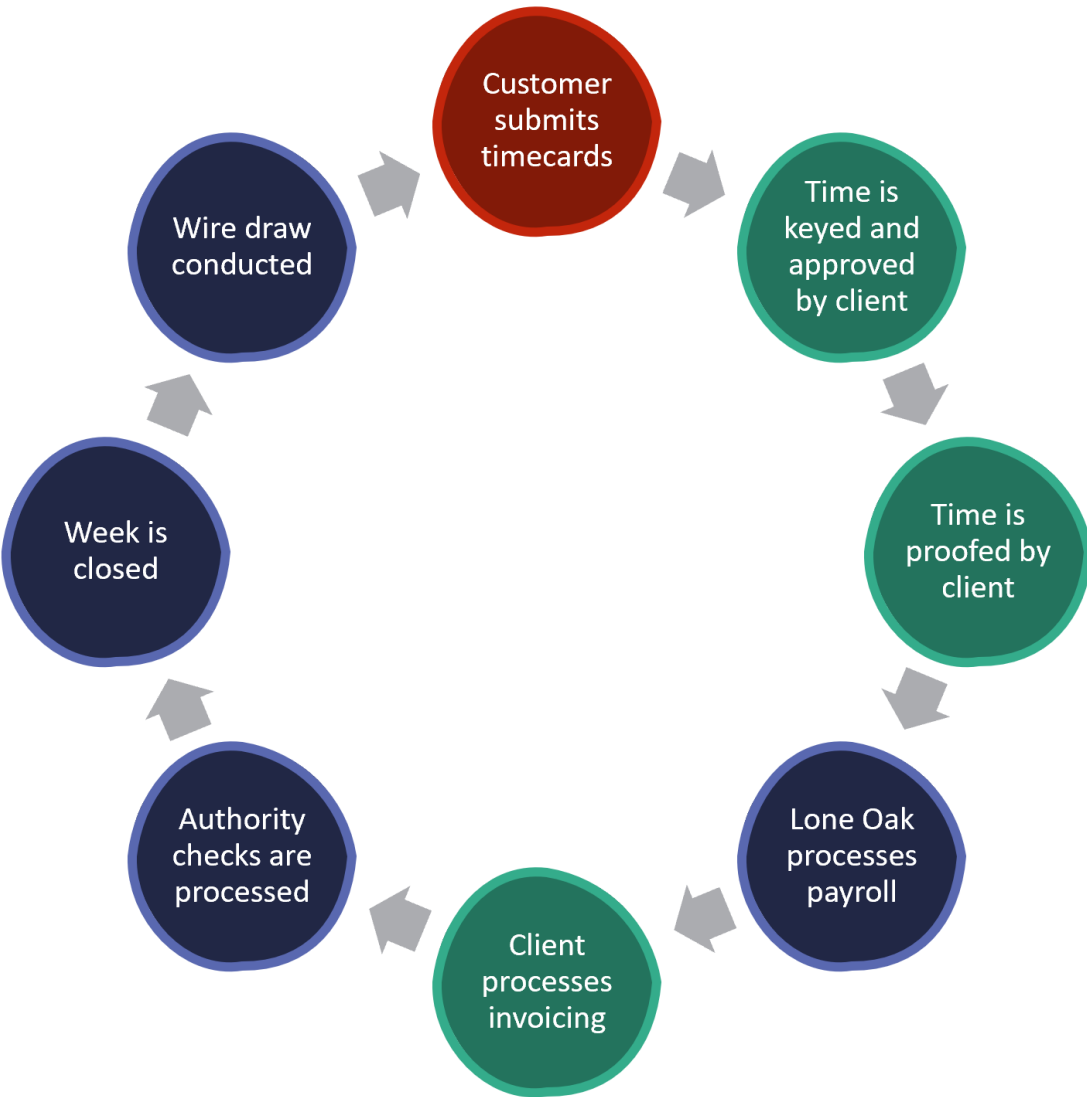 Customer
submits
timecards
Time is
keyed and
approved
by client
Time is
proofed by
client
Lone Oak
processes
payroll
Client
processes
invoicing
Authority
checks are
processed
Week is
closed
Wire draw
conducted